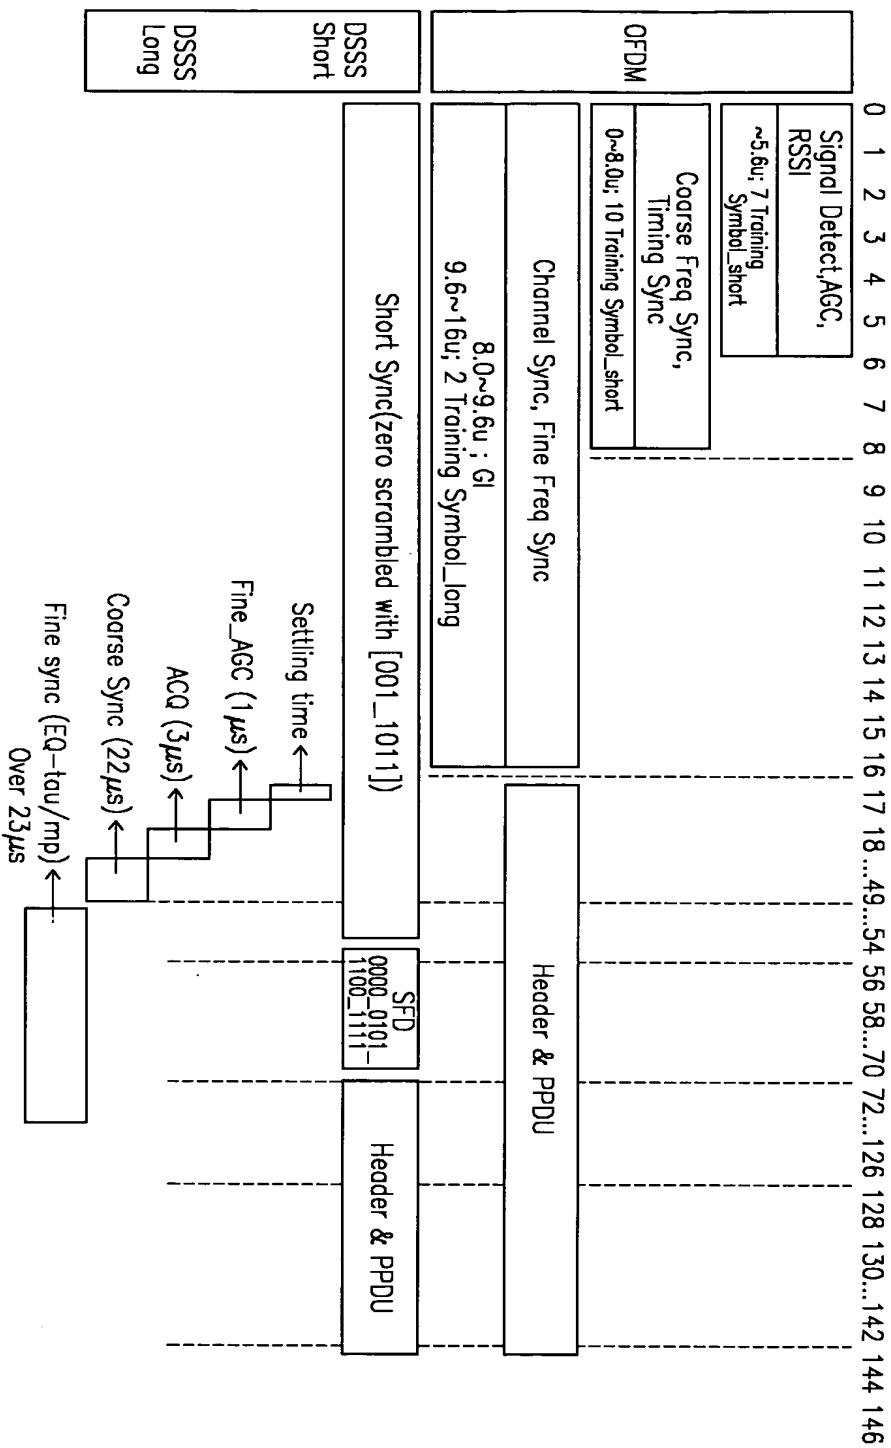 0 1 2 3 4 5 6 7 8 9 10 11 12 13 14 15 16 17 18 ...49...54 56 58...70 72...126 128 130...142 144 146
OFDM
Signal Detect,AGC,
RSSI
~5.6u; 7 Training
Symbol_short
Coarse Freq Sync,
Timing Sync
0~8.0u; 10 Training Symbol_short
Channel Sync, Fine Freq Sync
8.0~9.6u ; GI
9.6~16u; 2 Training Symbol_long
Header & PPDU
DSSS
Short
DSSS
Long
Short Sync(zero scrambled with [001_1011])
SFD
0000_0101_
1100_1111
Header & PPDU
Settling time
Fine_AGC (1μs)
ACQ (3μs)
Coarse Sync (22μs)
Fine sync (EQ-tau/mp)
Over 23μs